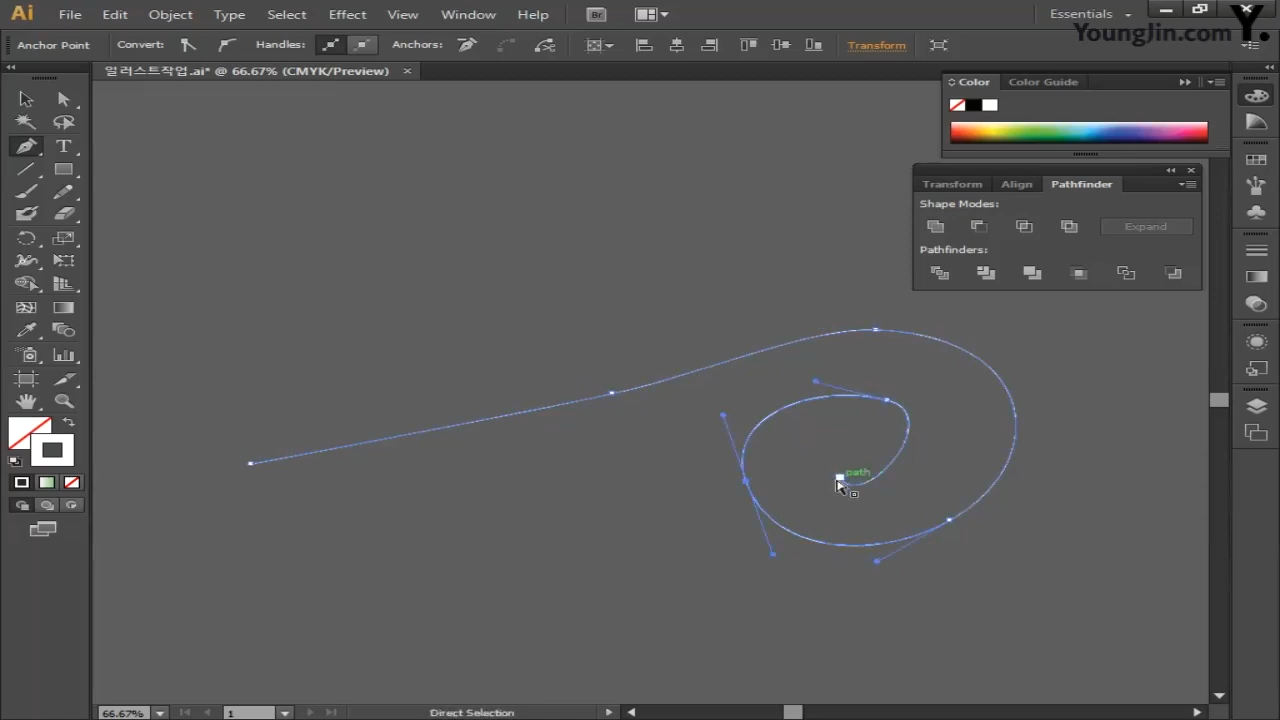 Ai File Edit Object Type Select Effect View Window Help Br Essentials
YoungJin.com Y.
Anchor Point Convert: Handles: Anchors: Transform
일러스트작업.ai* @ 66.67% (CMYK/Preview) ×
Color Color Guide
T
Transform Align Pathfinder
Shape Modes:
Expand
Pathfinders:
path
66.67% 1 Direct Selection